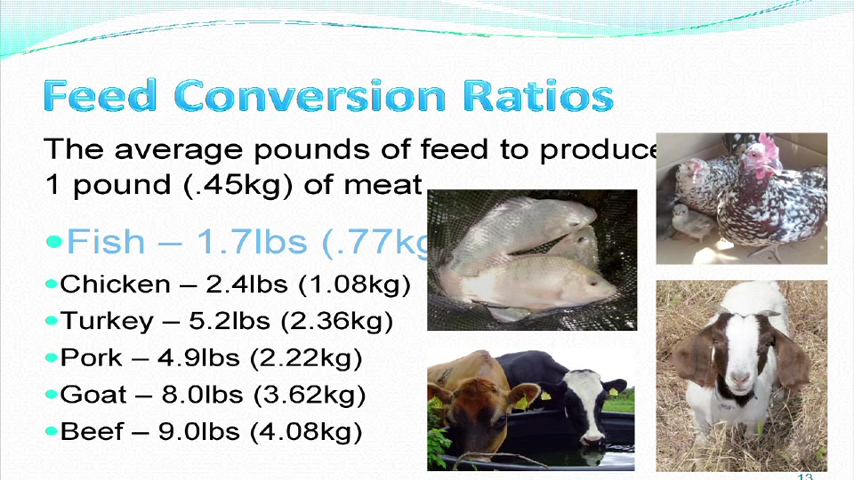 Feed Conversion Ratios
The average pounds of feed to produce
1 pound (.45kg) of meat
•Fish – 1.7lbs (.77kg
•Chicken – 2.4lbs (1.08kg)
•Turkey – 5.2lbs (2.36kg)
•Pork – 4.9lbs (2.22kg)
•Goat – 8.0lbs (3.62kg)
•Beef – 9.0lbs (4.08kg)
13